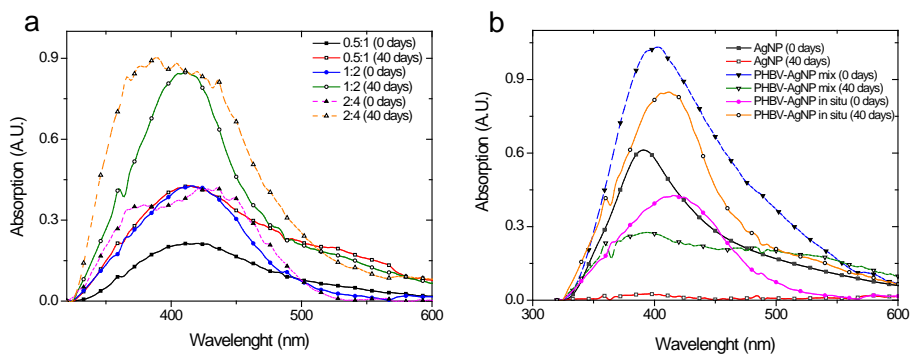 a
0.9
0.6
0.3
0.0
400
500
600
Absorption (A.U.)
Wavelenght (nm)
0.5:1 (0 days)
0.5:1 (40 days)
1:2 (0 days)
1:2 (40 days)
2:4 (0 days)
2:4 (40 days)
b
0.9
0.6
0.3
0.0
300
400
500
600
Absorption (A.U.)
Wavelenght (nm)
AgNP (0 days)
AgNP (40 days)
PHBV-AgNP mix (0 days)
PHBV-AgNP mix (40 days)
PHBV-AgNP in situ (0 days)
PHBV-AgNP in situ (40 days)